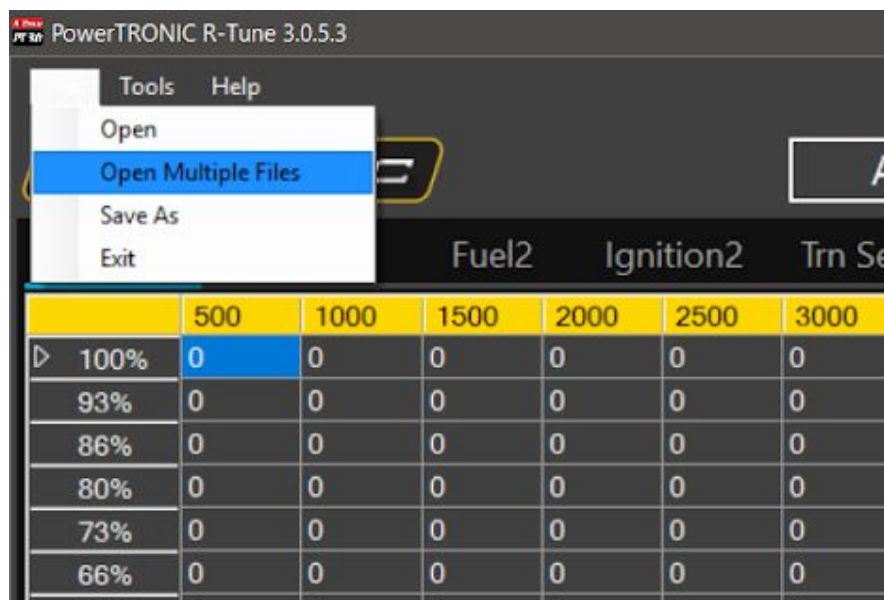 PowerTRONIC R-Tune 3.0.5.3
Tools Help
Open
Open Multiple Files
Save As
Exit
Fuel2 Ignition2 Trn Se
500 1000 1500 2000 2500 3000
100% 0 0 0 0 0 0
93% 0 0 0 0 0 0
86% 0 0 0 0 0 0
80% 0 0 0 0 0 0
73% 0 0 0 0 0 0
66% 0 0 0 0 0 0